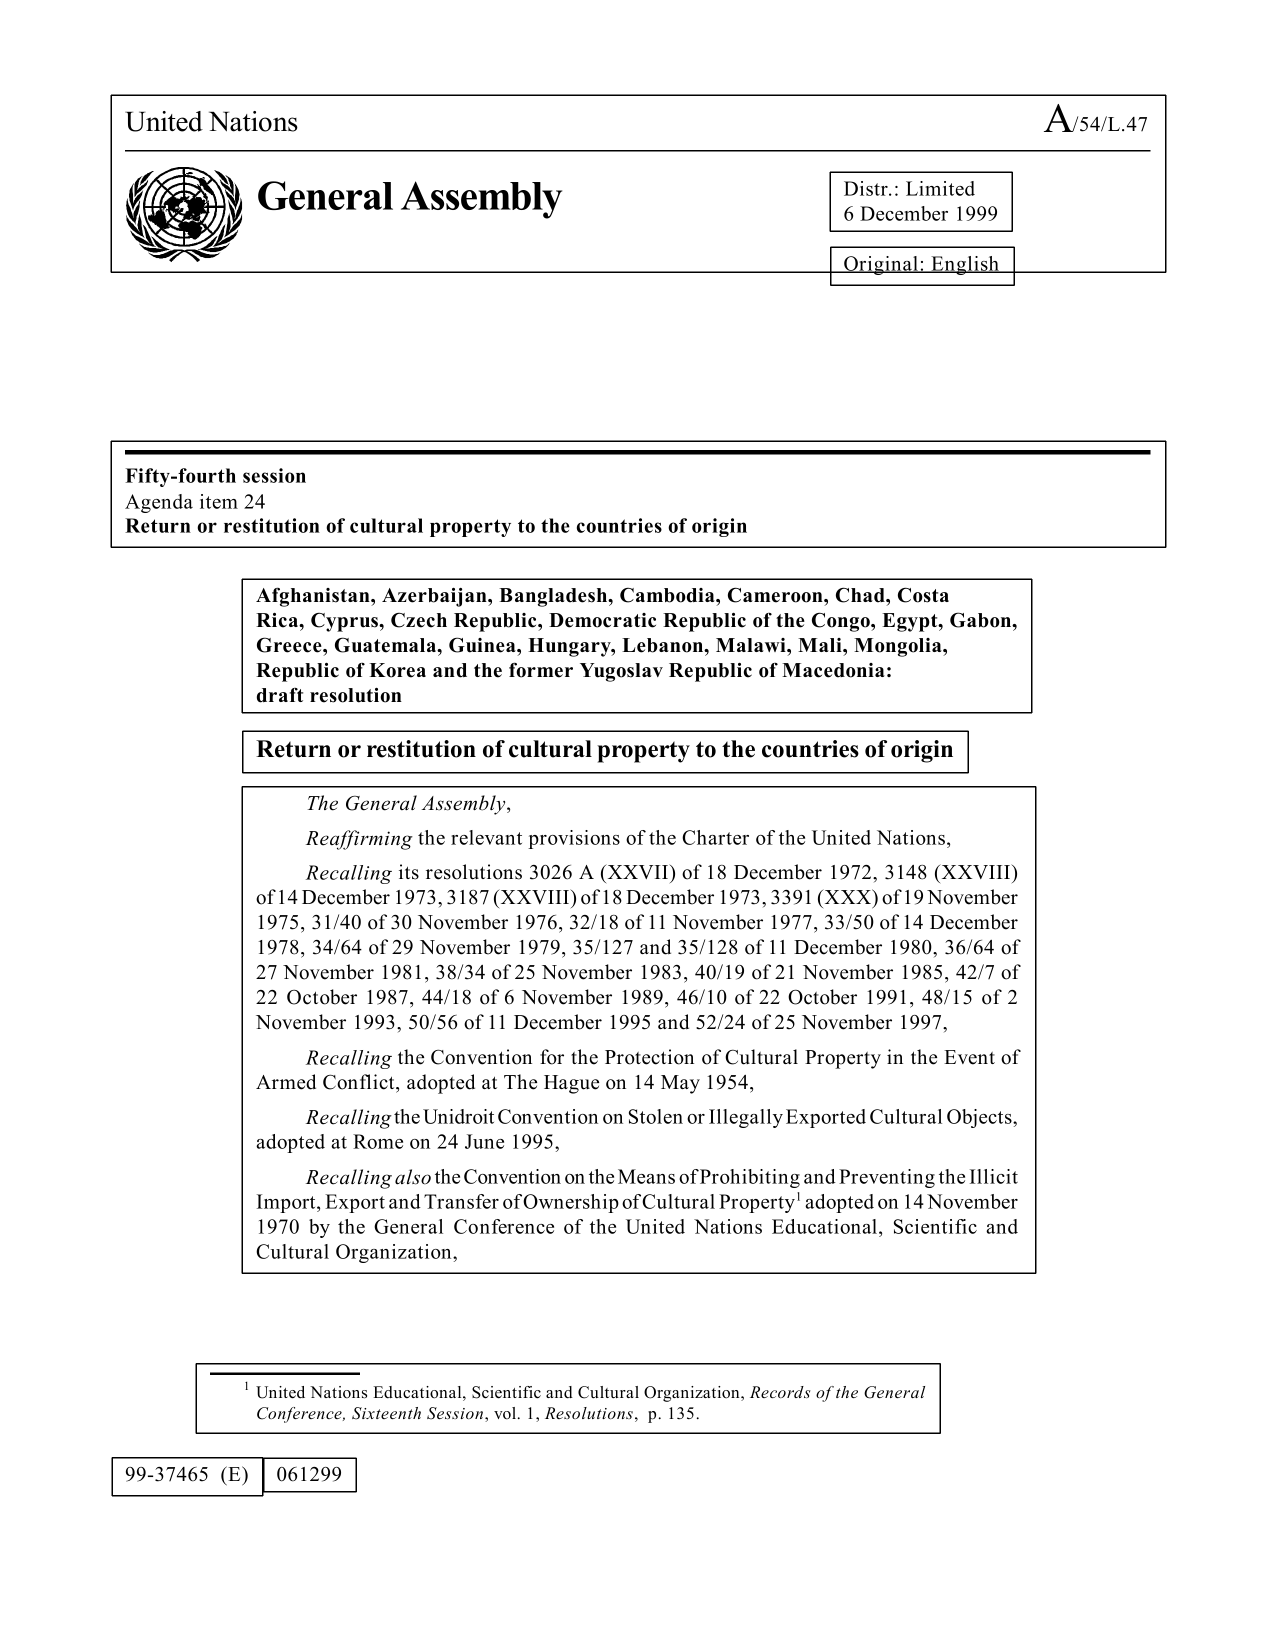 United Nations
A/54/L.47
General Assembly
Distr.: Limited
6 December 1999
Original: English
Fifty-fourth session
Agenda item 24
Return or restitution of cultural property to the countries of origin
Afghanistan, Azerbaijan, Bangladesh, Cambodia, Cameroon, Chad, Costa
Rica, Cyprus, Czech Republic, Democratic Republic of the Congo, Egypt, Gabon,
Greece, Guatemala, Guinea, Hungary, Lebanon, Malawi, Mali, Mongolia,
Republic of Korea and the former Yugoslav Republic of Macedonia:
draft resolution
Return or restitution of cultural property to the countries of origin
The General Assembly,
Reaffirming the relevant provisions of the Charter of the United Nations,
Recalling its resolutions 3026 A (XXVII) of 18 December 1972, 3148 (XXVIII)
of 14 December 1973, 3187 (XXVIII) of 18 December 1973, 3391 (XXX) of 19 November
1975, 31/40 of 30 November 1976, 32/18 of 11 November 1977, 33/50 of 14 December
1978, 34/64 of 29 November 1979, 35/127 and 35/128 of 11 December 1980, 36/64 of
27 November 1981, 38/34 of 25 November 1983, 40/19 of 21 November 1985, 42/7 of
22 October 1987, 44/18 of 6 November 1989, 46/10 of 22 October 1991, 48/15 of 2
November 1993, 50/56 of 11 December 1995 and 52/24 of 25 November 1997,
Recalling the Convention for the Protection of Cultural Property in the Event of
Armed Conflict, adopted at The Hague on 14 May 1954,
Recalling the Unidroit Convention on Stolen or Illegally Exported Cultural Objects,
adopted at Rome on 24 June 1995,
Recalling also the Convention on the Means of Prohibiting and Preventing the Illicit
Import, Export and Transfer of Ownership of Cultural Property1 adopted on 14 November
1970 by the General Conference of the United Nations Educational, Scientific and
Cultural Organization,
1 United Nations Educational, Scientific and Cultural Organization, Records of the General
Conference, Sixteenth Session, vol. 1, Resolutions, p. 135.
99-37465 (E) 061299